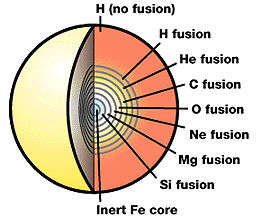 H (no fusion)
H fusion
He fusion
C fusion
O fusion
Ne fusion
Mg fusion
Si fusion
Inert Fe core